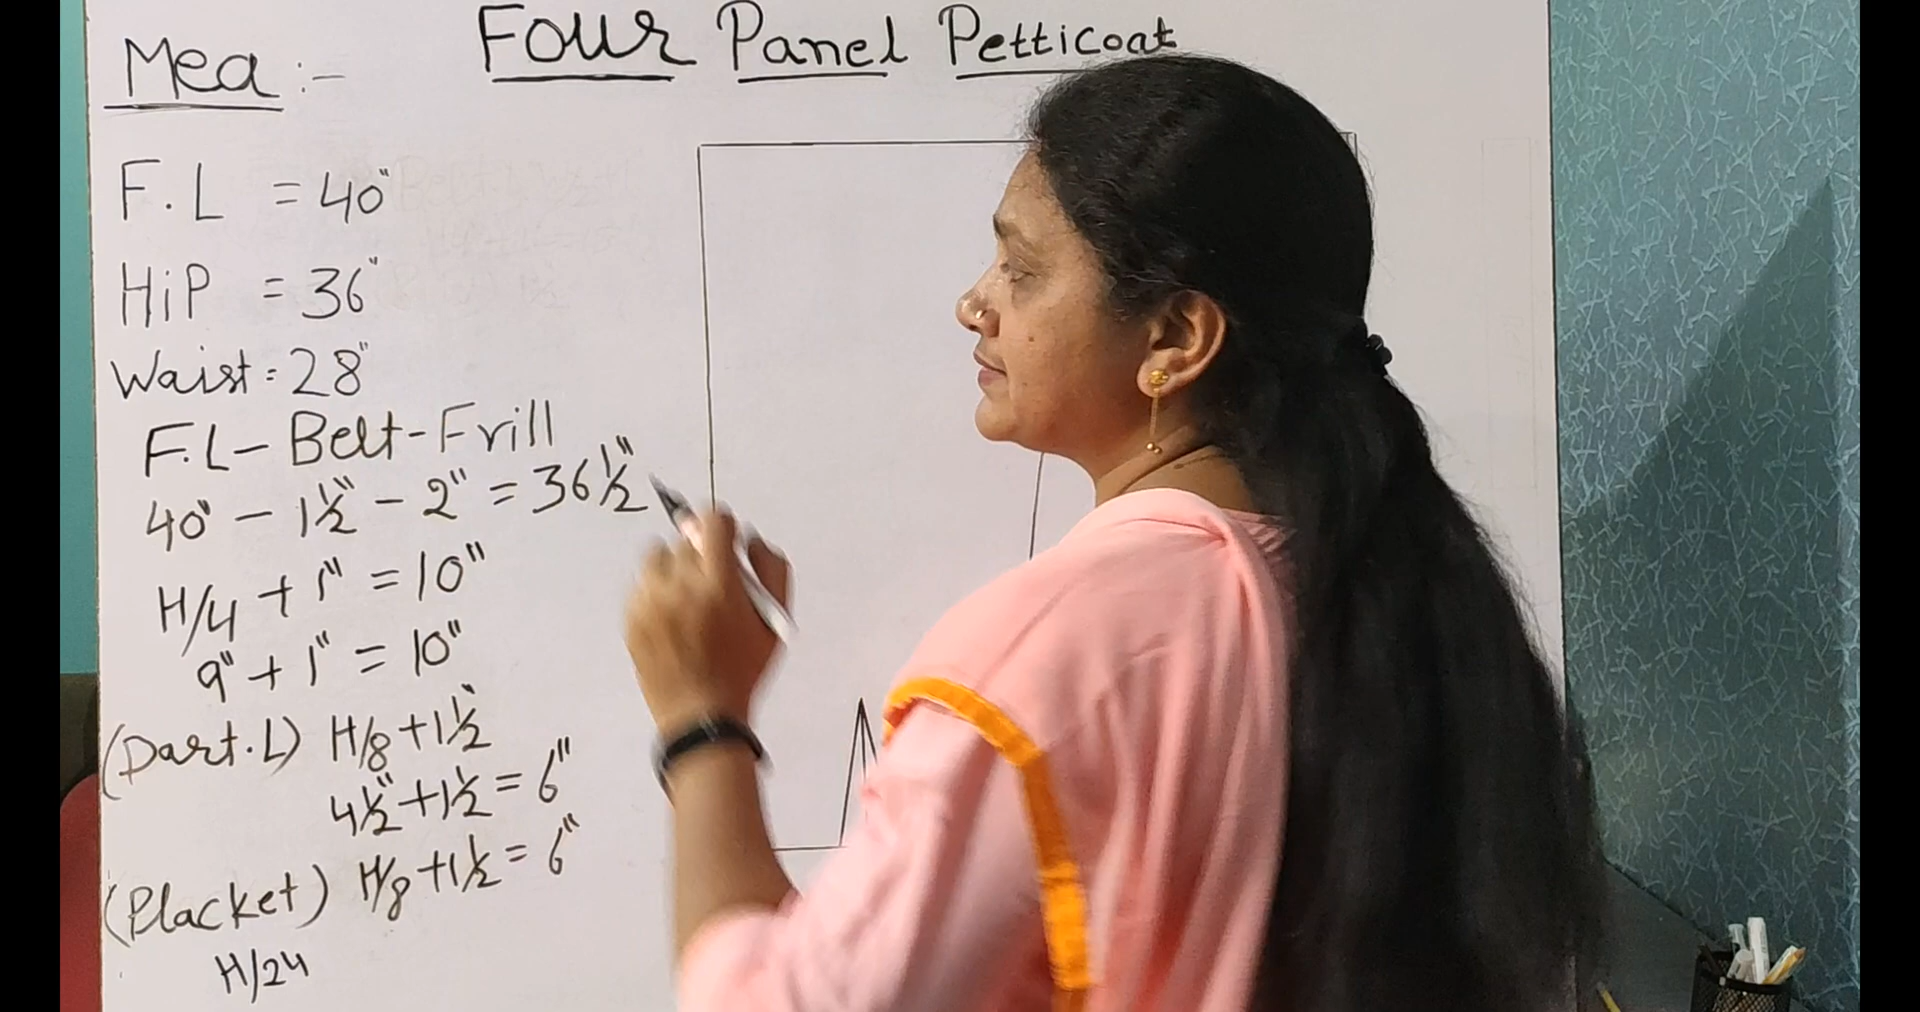 Four Panel Petticoat
Mea :-
F.L = 40"
HiP = 36"
Waist = 28"
F.L - Belt - Frill
40" - 1½" - 2" = 36½"
H/4 + 1" = 10"
9" + 1" = 10"
(Dart.L) H/8 + 1½"
4½" + 1½ = 6"
(Placket) H/8 + 1½ = 6"
H/24